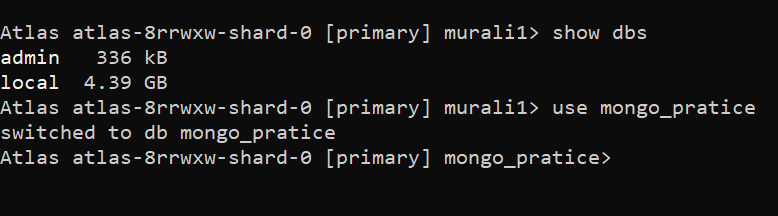 Atlas atlas-8rrwxw-shard-0 [primary] murali1> show dbs
admin   336 kB
local  4.39 GB
Atlas atlas-8rrwxw-shard-0 [primary] murali1> use mongo_pratice
switched to db mongo_pratice
Atlas atlas-8rrwxw-shard-0 [primary] mongo_pratice>